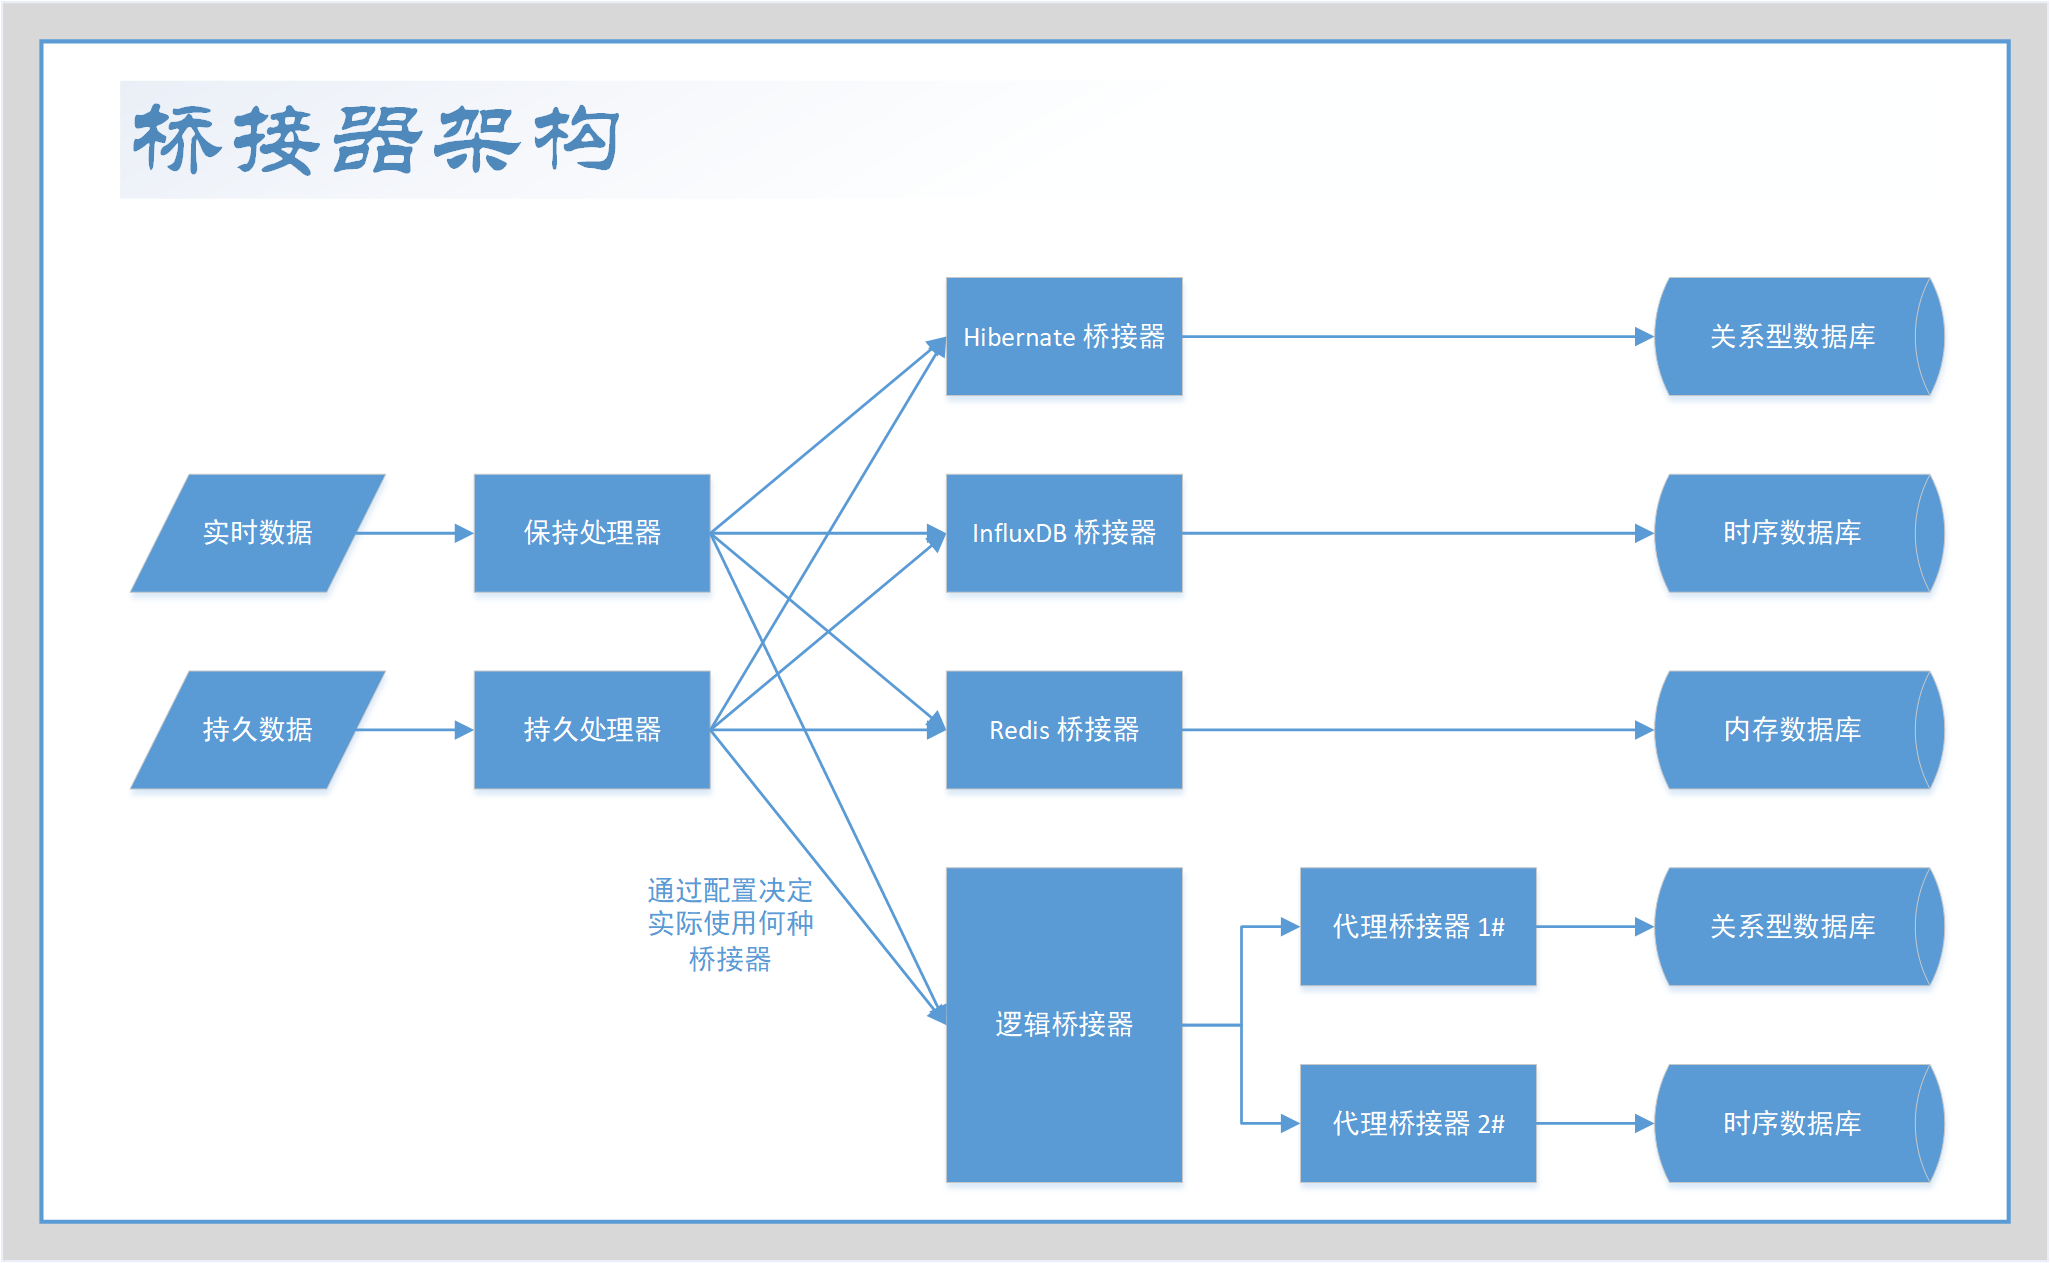 桥接器架构
Hibernate 桥接器
关系型数据库
实时数据
保持处理器
InfluxDB 桥接器
时序数据库
持久数据
持久处理器
Redis 桥接器
内存数据库
通过配置决定
实际使用何种
桥接器
逻辑桥接器
代理桥接器 1#
关系型数据库
代理桥接器 2#
时序数据库